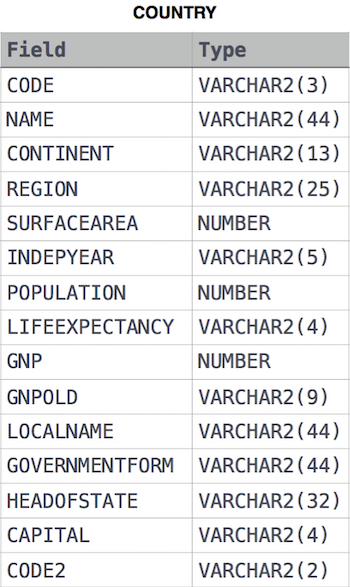 COUNTRY
Field Type
CODE VARCHAR2(3)
NAME VARCHAR2(44)
CONTINENT VARCHAR2(13)
REGION VARCHAR2(25)
SURFACEAREA NUMBER
INDEPYEAR VARCHAR2(5)
POPULATION NUMBER
LIFEEXPECTANCY VARCHAR2(4)
GNP NUMBER
GNPOLD VARCHAR2(9)
LOCALNAME VARCHAR2(44)
GOVERNMENTFORM VARCHAR2(44)
HEADOFSTATE VARCHAR2(32)
CAPITAL VARCHAR2(4)
CODE2 VARCHAR2(2)